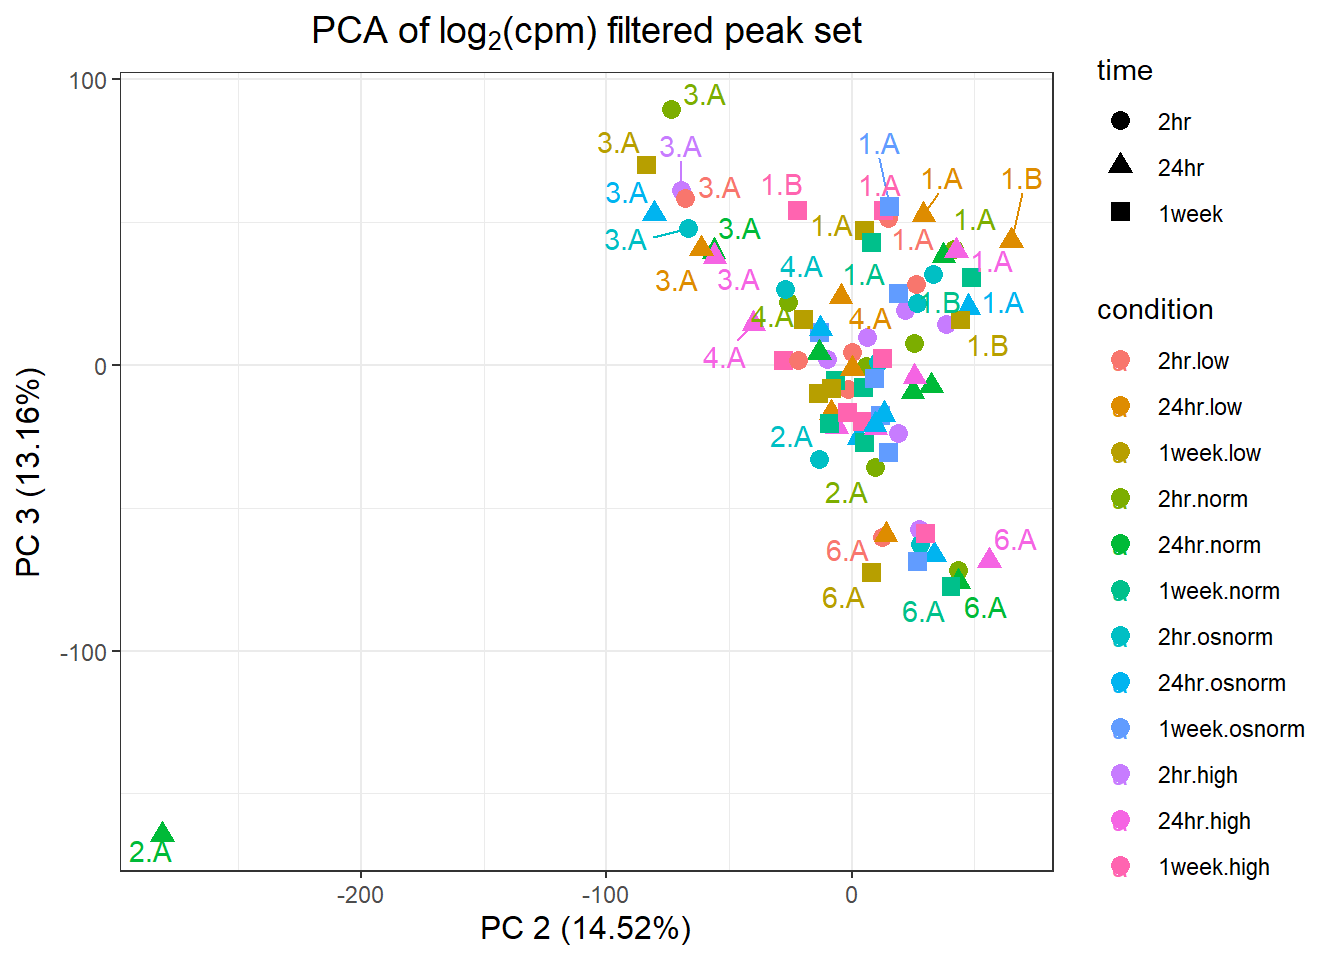 PCA of log2(cpm) filtered peak set
100
0
-100
PC 3 (13.16%)
3.A
3.A
3.A
1.A
3.A
3.A
1.B
1.A
1.A
1.B
3.A
1.A
1.A
1.A
3.A
3.A
3.A
3.A
4.A
1.A
1.A
1.B
1.A
4.A
4.A
4.A
1.B
2.A
2.A
6.A
6.A
6.A
6.A
6.A
2.A
-200
-100
0
PC 2 (14.52%)
time
2hr
24hr
1week
condition
2hr.low
24hr.low
1week.low
2hr.norm
24hr.norm
1week.norm
2hr.osnorm
24hr.osnorm
1week.osnorm
2hr.high
24hr.high
1week.high